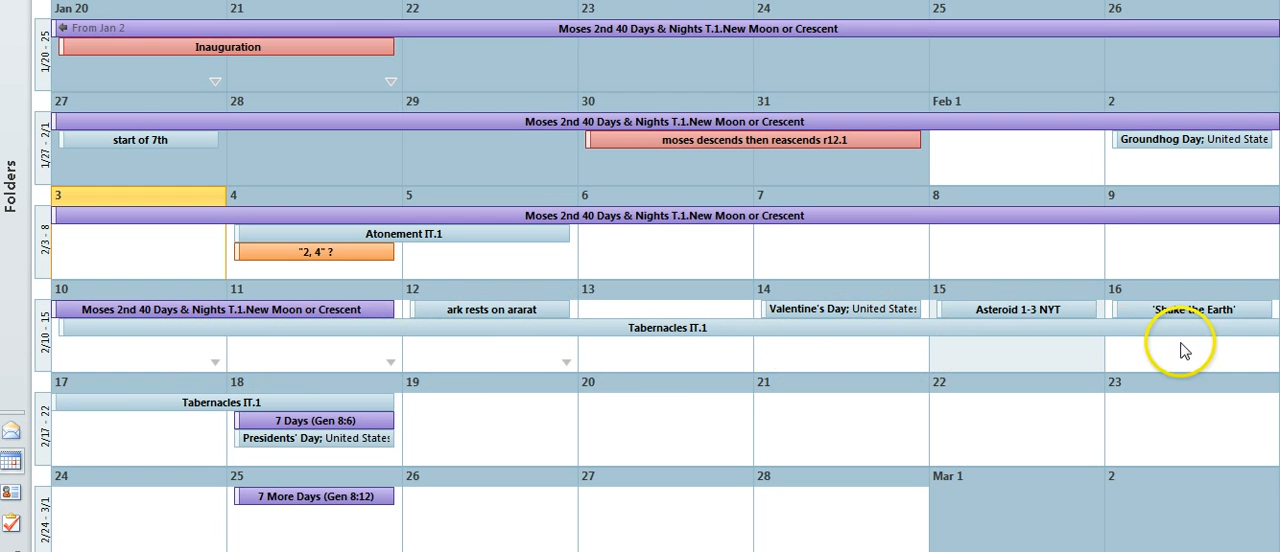 Jan 20 21 22 23 24 25 26
From Jan 2 Moses 2nd 40 Days & Nights T.1.New Moon or Crescent
Inauguration
1/20 - 25
27 28 29 30 31 Feb 1 2
Moses 2nd 40 Days & Nights T.1.New Moon or Crescent
start of 7th moses descends then reascends r12.1 Groundhog Day; United State
1/27 - 2/1
Folders
3 4 5 6 7 8 9
Moses 2nd 40 Days & Nights T.1.New Moon or Crescent
Atonement IT.1
"2, 4" ?
2/3 - 8
10 11 12 13 14 15 16
Moses 2nd 40 Days & Nights T.1.New Moon or Crescent ark rests on ararat Valentine's Day; United States Asteroid 1-3 NYT 'Shake the Earth'
Tabernacles IT.1
2/10 - 15
17 18 19 20 21 22 23
Tabernacles IT.1
7 Days (Gen 8:6)
Presidents' Day; United States
2/17 - 22
24 25 26 27 28 Mar 1 2
7 More Days (Gen 8:12)
2/24 - 3/1